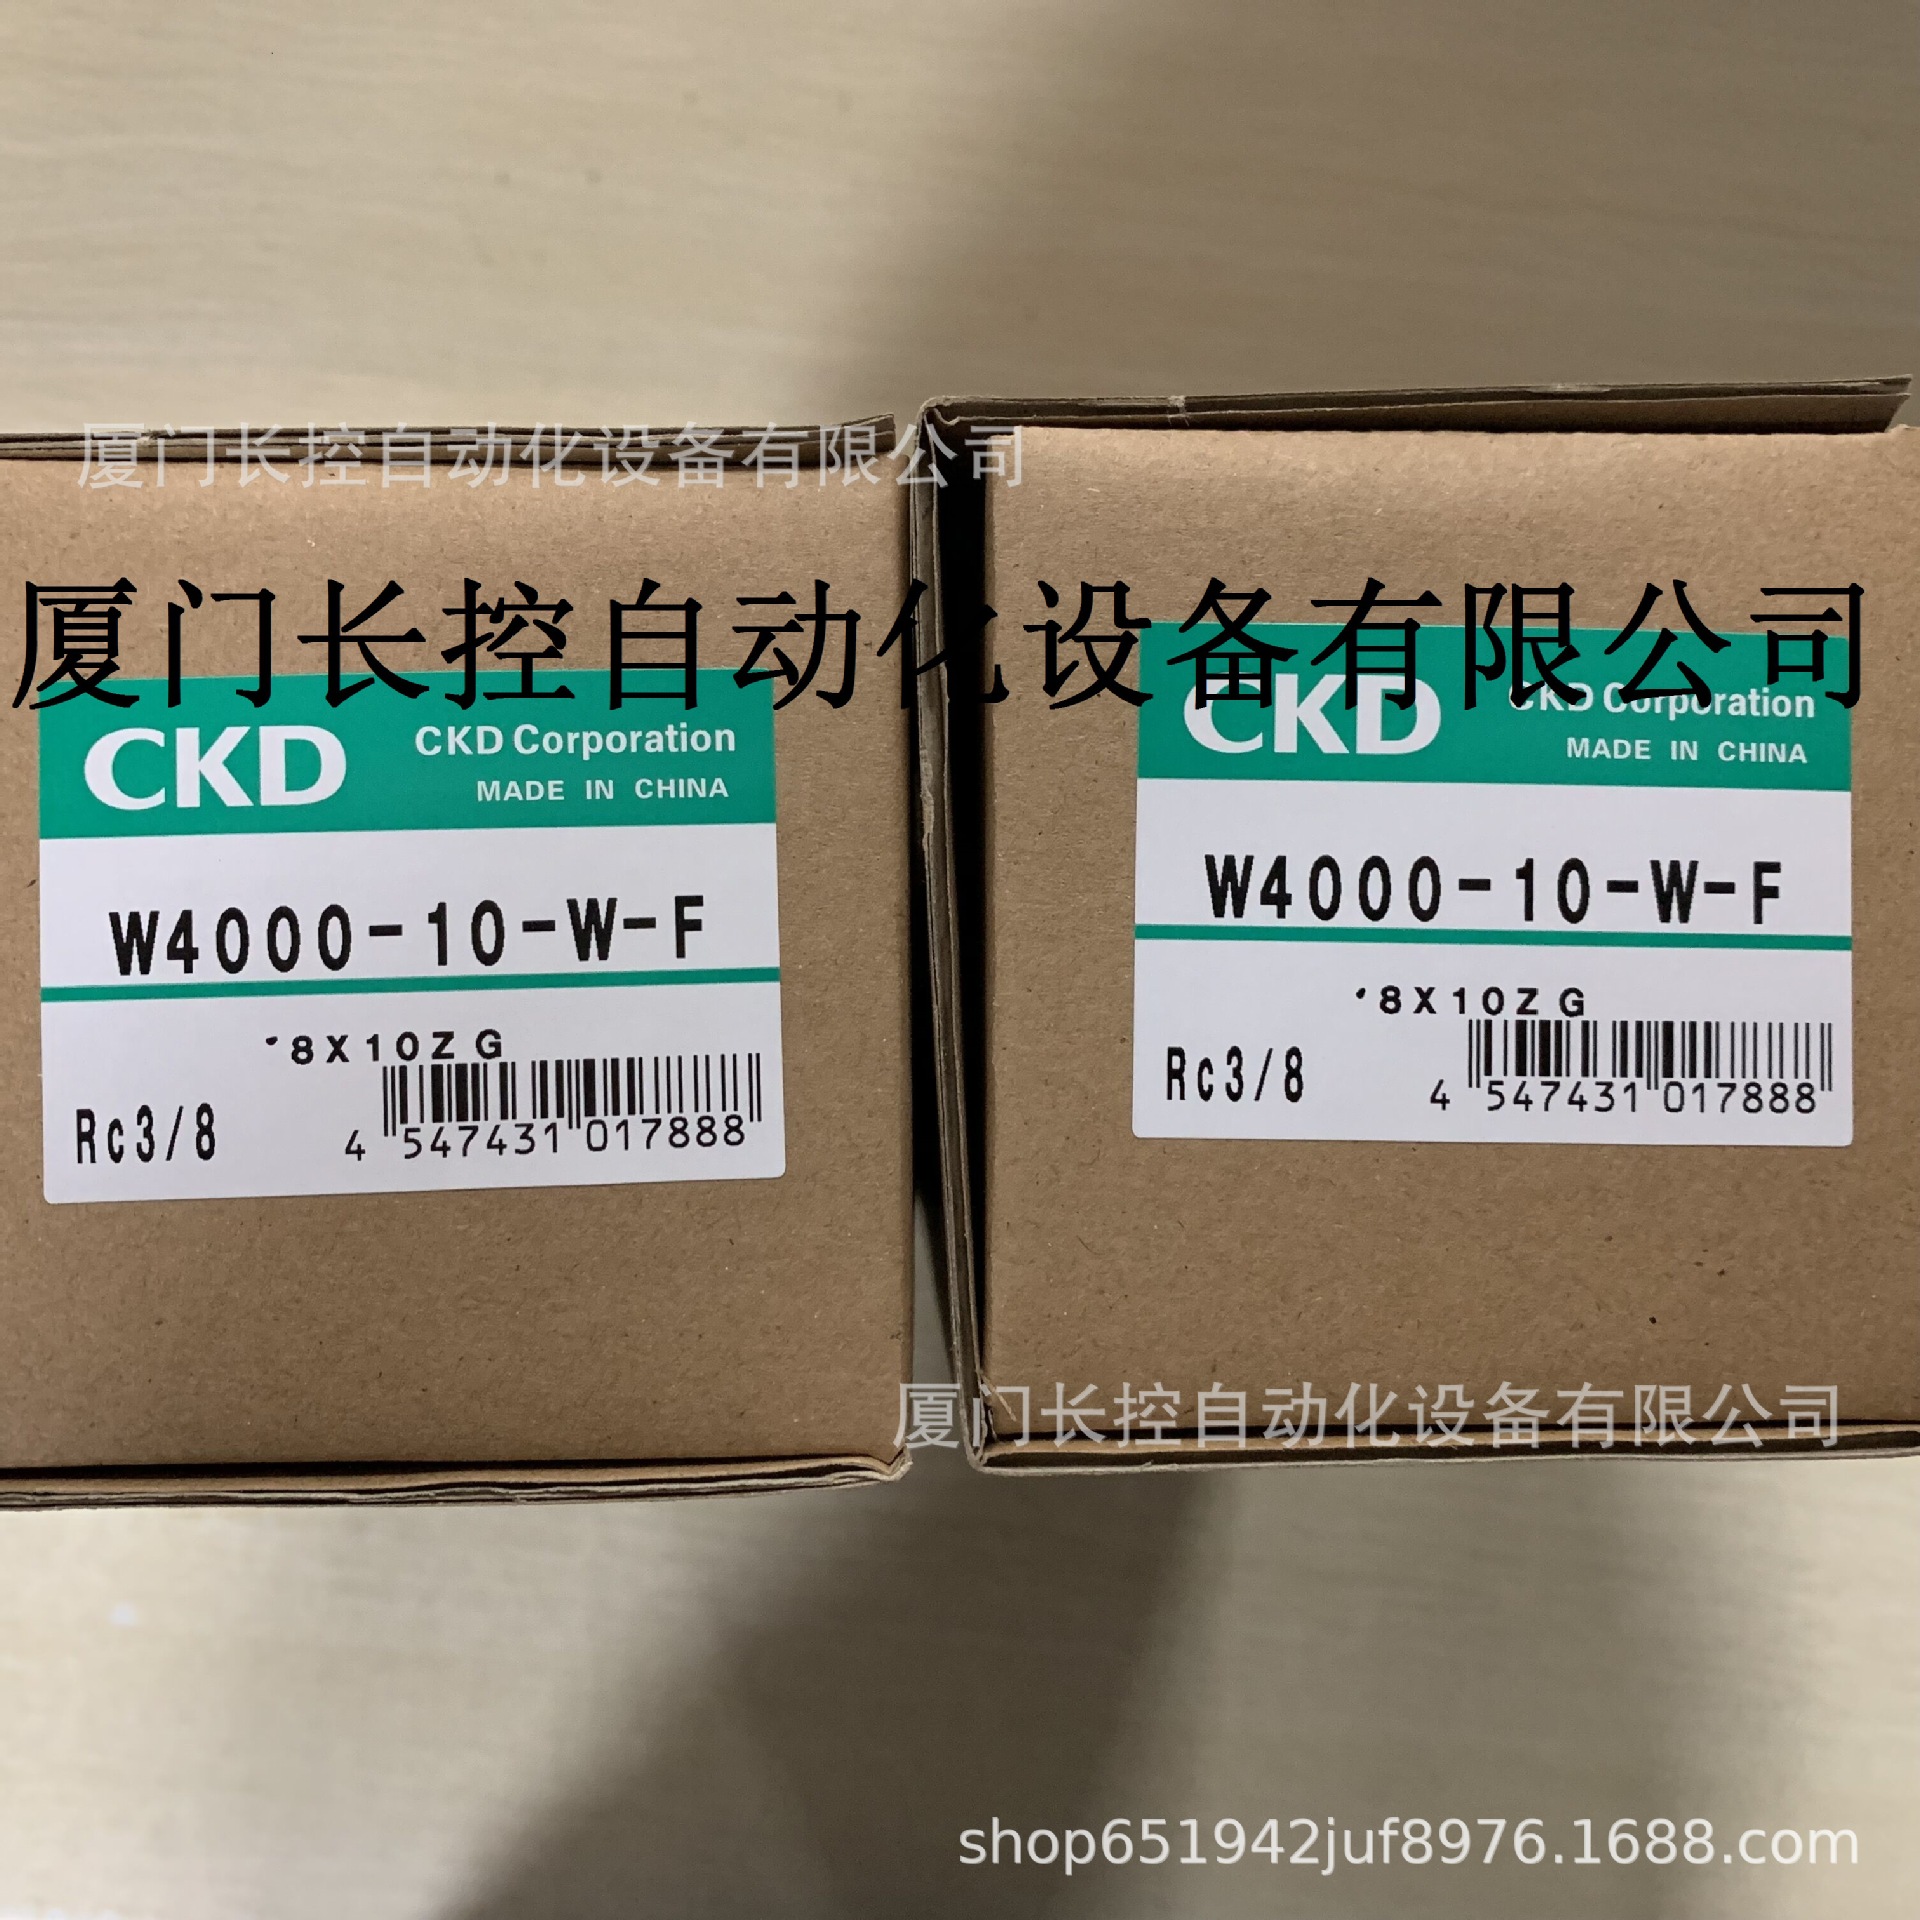 厦门长控自动化设备有限公司
厦门长控自动化设备有限公司
CKD CKD Corporation
MADE IN CHINA
W4000-10-W-F
'8X10ZG
Rc3/8
4 547431 017888
CKD CKD Corporation
MADE IN CHINA
W4000-10-W-F
'8X10ZG
Rc3/8
4 547431 017888
厦门长控自动化设备有限公司
shop651942juf8976.1688.com